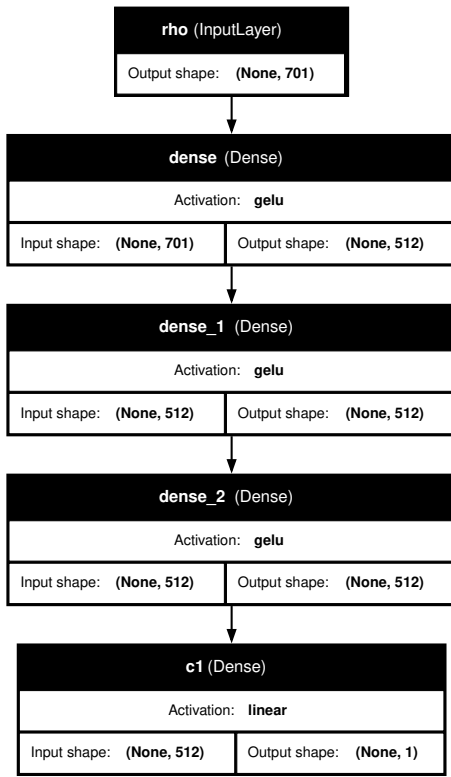 rho (InputLayer)
Output shape: (None, 701)
dense (Dense)
Activation: gelu
Input shape: (None, 701) Output shape: (None, 512)
dense_1 (Dense)
Activation: gelu
Input shape: (None, 512) Output shape: (None, 512)
dense_2 (Dense)
Activation: gelu
Input shape: (None, 512) Output shape: (None, 512)
c1 (Dense)
Activation: linear
Input shape: (None, 512) Output shape: (None, 1)